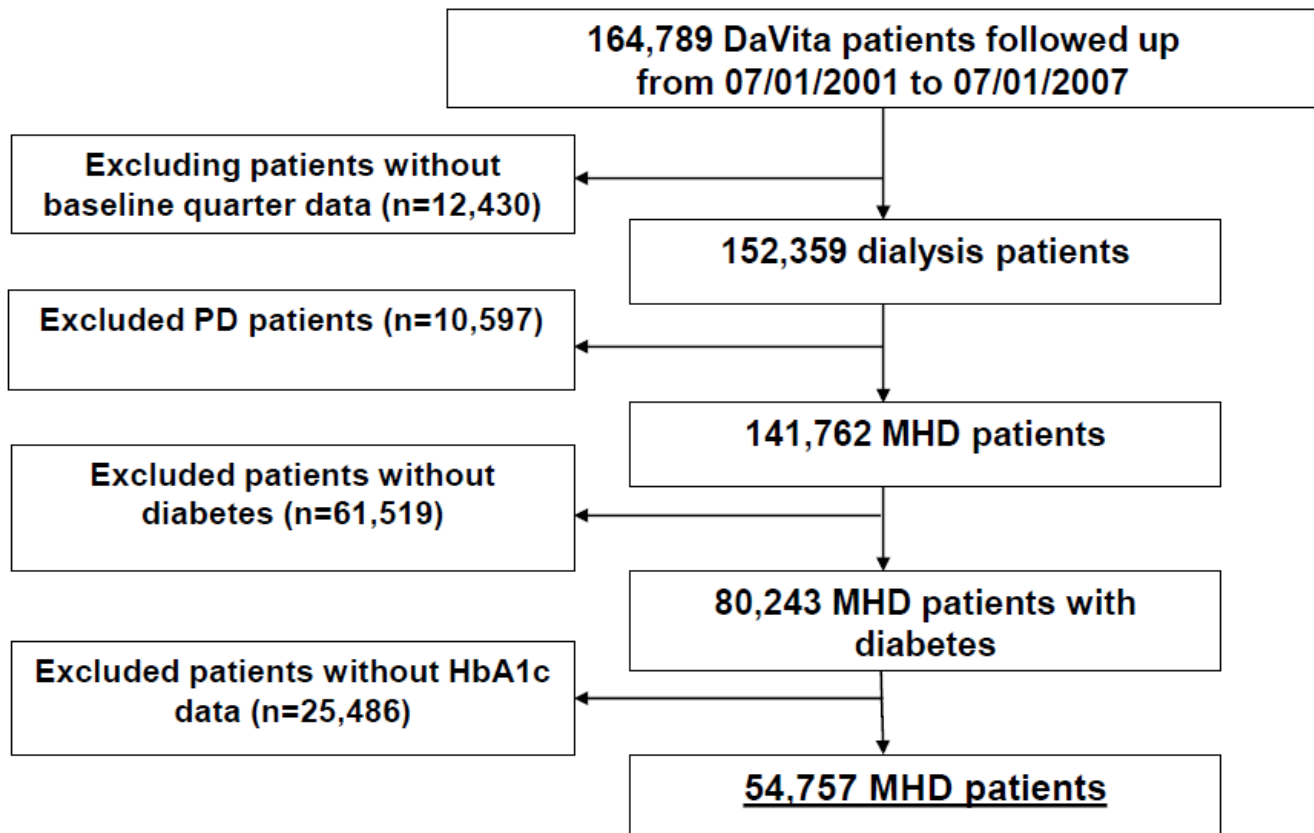 164,789 DaVita patients followed up
from 07/01/2001 to 07/01/2007
Excluding patients without
baseline quarter data (n=12,430)
152,359 dialysis patients
Excluded PD patients (n=10,597)
141,762 MHD patients
Excluded patients without
diabetes (n=61,519)
80,243 MHD patients with
diabetes
Excluded patients without HbA1c
data (n=25,486)
54,757 MHD patients